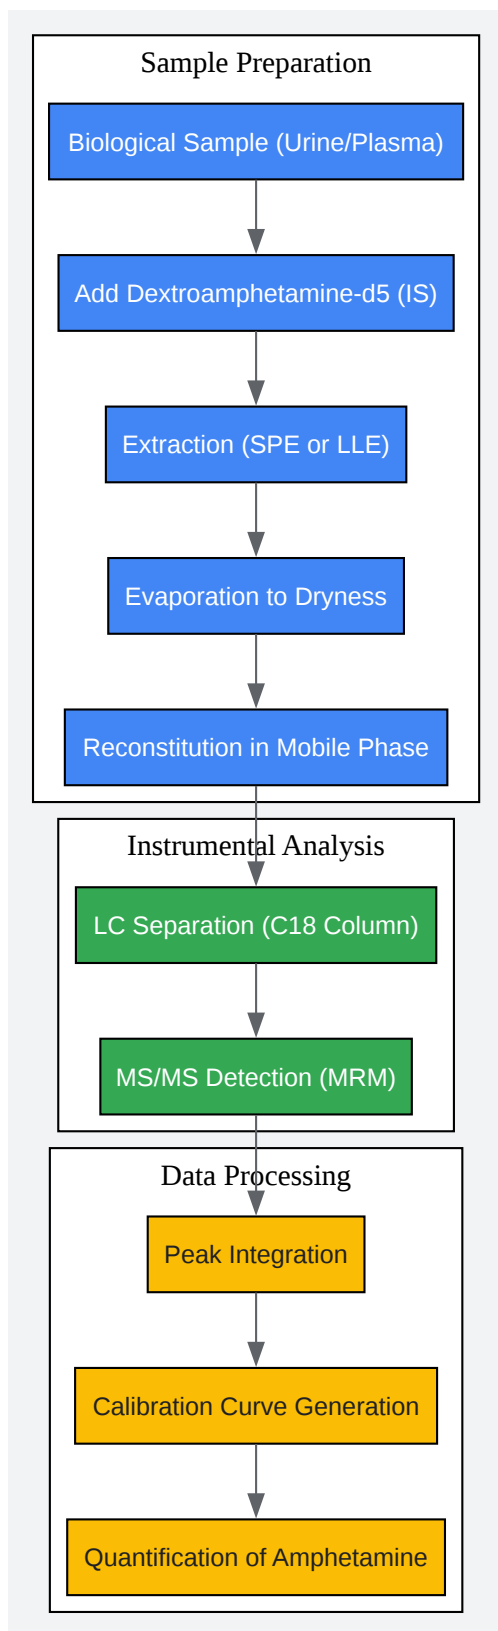 Sample Preparation
Biological Sample (Urine/Plasma)
Add Dextroamphetamine-d5 (IS)
Extraction (SPE or LLE)
Evaporation to Dryness
Reconstitution in Mobile Phase
Instrumental Analysis
LC Separation (C18 Column)
MS/MS Detection (MRM)
Data Processing
Peak Integration
Calibration Curve Generation
Quantification of Amphetamine